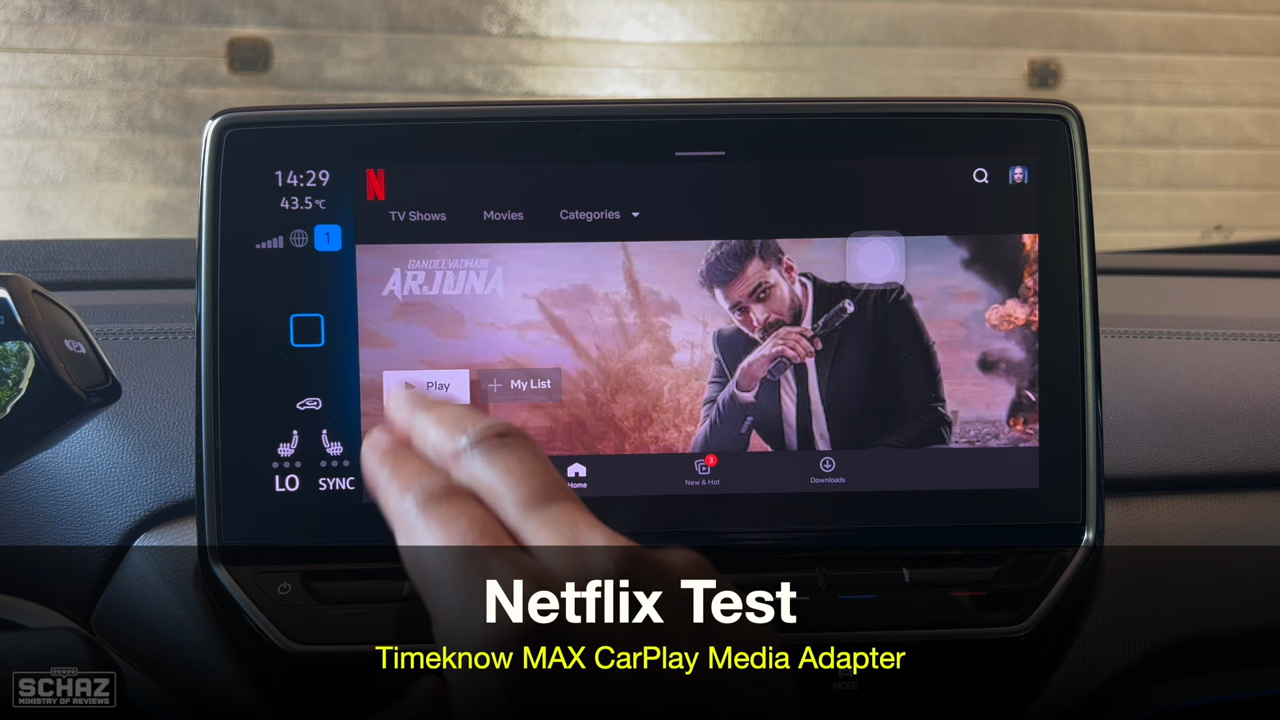 14:29
43.5°C
1
N
TV Shows Movies Categories
GANDEEVADHARI
ARJUNA
Play
My List
3
Home
New & Hot
Downloads
LO SYNC
Netflix Test
Timeknow MAX CarPlay Media Adapter
MODE
SCHAZ
MINISTRY OF REVIEWS